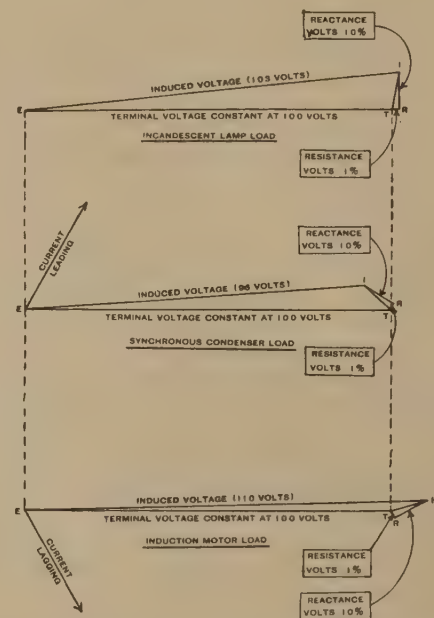 REACTANCE
VOLTS 10%
I
INDUCED VOLTAGE (103 VOLTS)
E
T
R
TERMINAL VOLTAGE CONSTANT AT 100 VOLTS
INCANDESCENT LAMP LOAD
RESISTANCE
VOLTS 1%
CURRENT
LEADING
REACTANCE
VOLTS 10%
I
INDUCED VOLTAGE (96 VOLTS)
R
E
T
TERMINAL VOLTAGE CONSTANT AT 100 VOLTS
SYNCHRONOUS CONDENSER LOAD
RESISTANCE
VOLTS 1%
INDUCED VOLTAGE (110 VOLTS)
E
T
R
TERMINAL VOLTAGE CONSTANT AT 100 VOLTS
INDUCTION MOTOR LOAD
CURRENT
LAGGING
RESISTANCE
VOLTS 1%
REACTANCE
VOLTS 10%